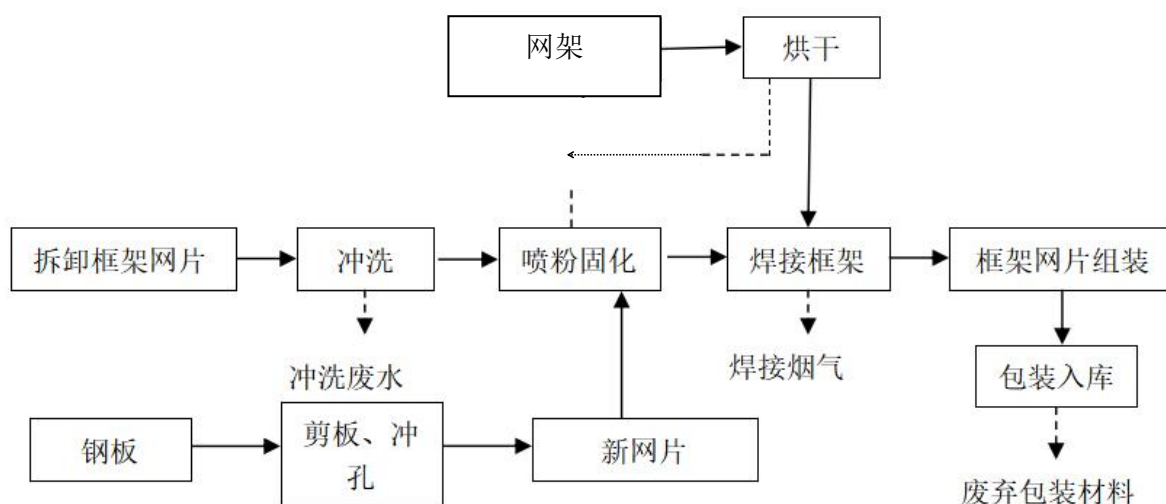 网架
烘干
拆卸框架网片
冲洗
喷粉固化
焊接框架
框架网片组装
冲洗废水
焊接烟气
包装入库
钢板
剪板、冲
孔
新网片
废弃包装材料